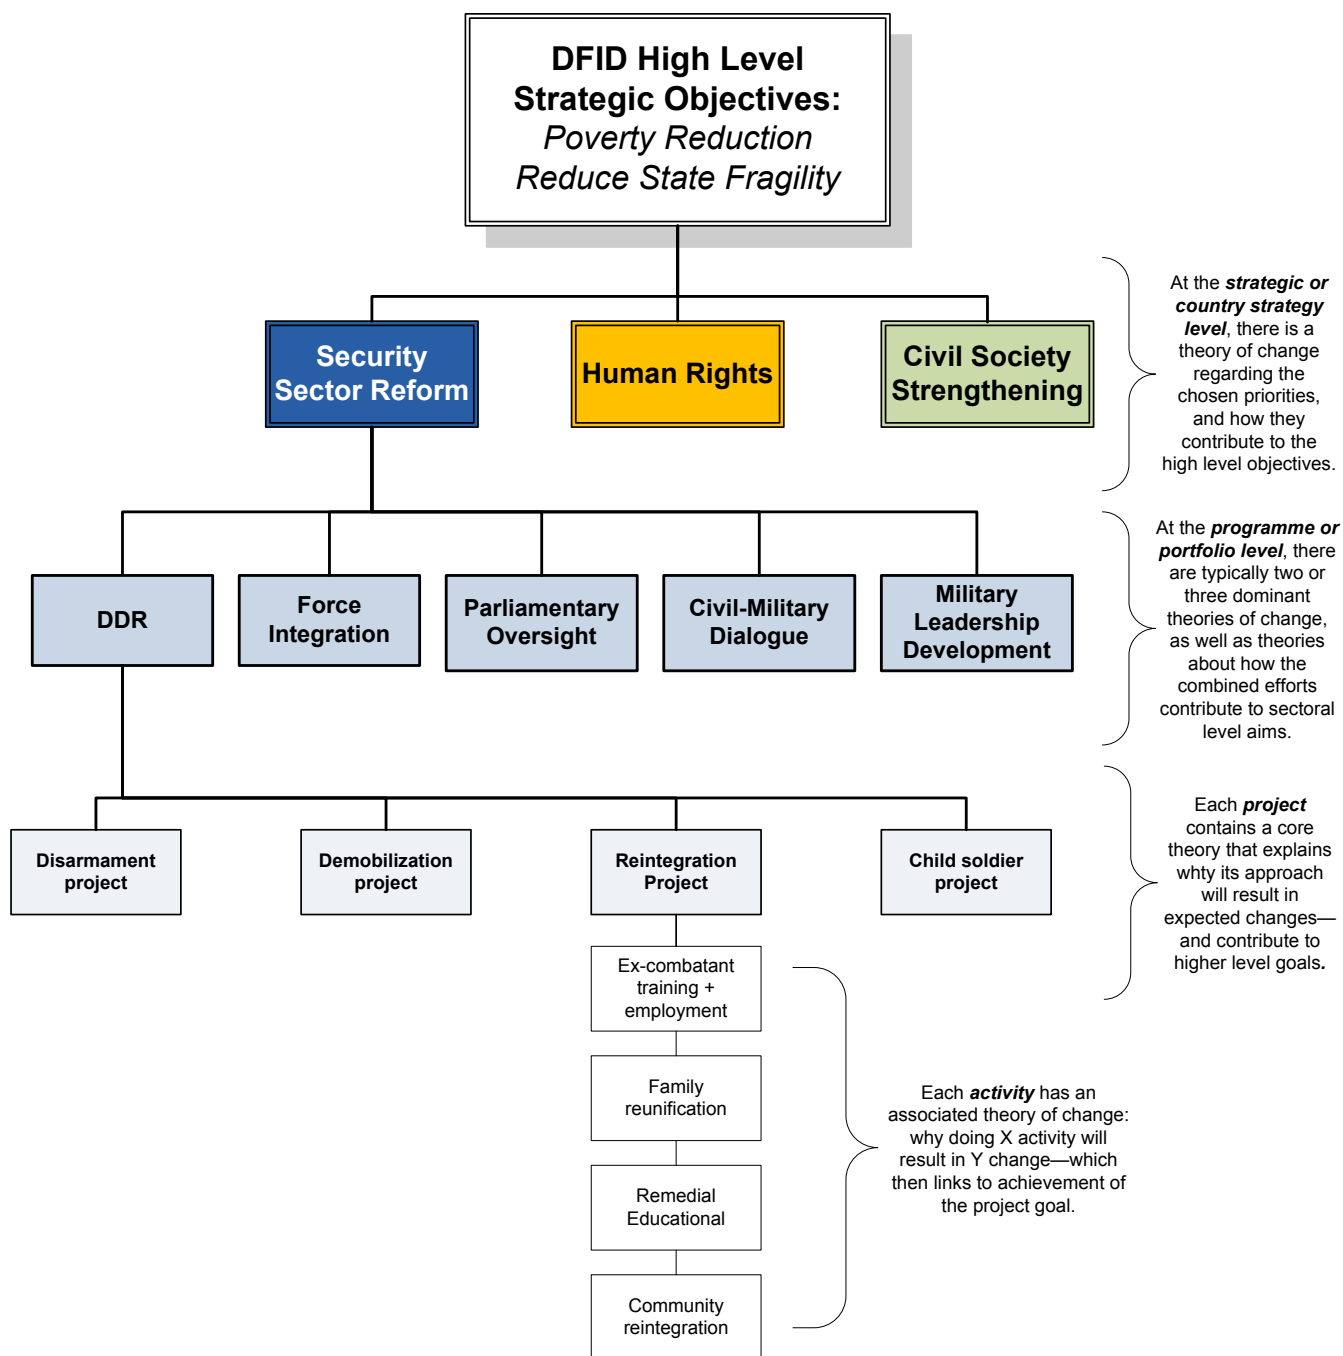 DFID High Level
Strategic Objectives:
Poverty Reduction
Reduce State Fragility
Security
Sector Reform
Human Rights
Civil Society
Strengthening
At the strategic or
country strategy
level, there is a
theory of change
regarding the
chosen priorities,
and how they
contribute to the
high level objectives.
DDR
Force
Integration
Parliamentary
Oversight
Civil-Military
Dialogue
Military
Leadership
Development
At the programme or
portfolio level, there
are typically two or
three dominant
theories of change,
as well as theories
about how the
combined efforts
contribute to sectoral
level aims.
Disarmament
project
Demobilization
project
Reintegration
Project
Child soldier
project
Each project
contains a core
theory that explains
whty its approach
will result in
expected changes—
and contribute to
higher level goals.
Ex-combatant
training +
employment
Family
reunification
Remedial
Educational
Community
reintegration
Each activity has an
associated theory of change:
why doing X activity will
result in Y change—which
then links to achievement of
the project goal.